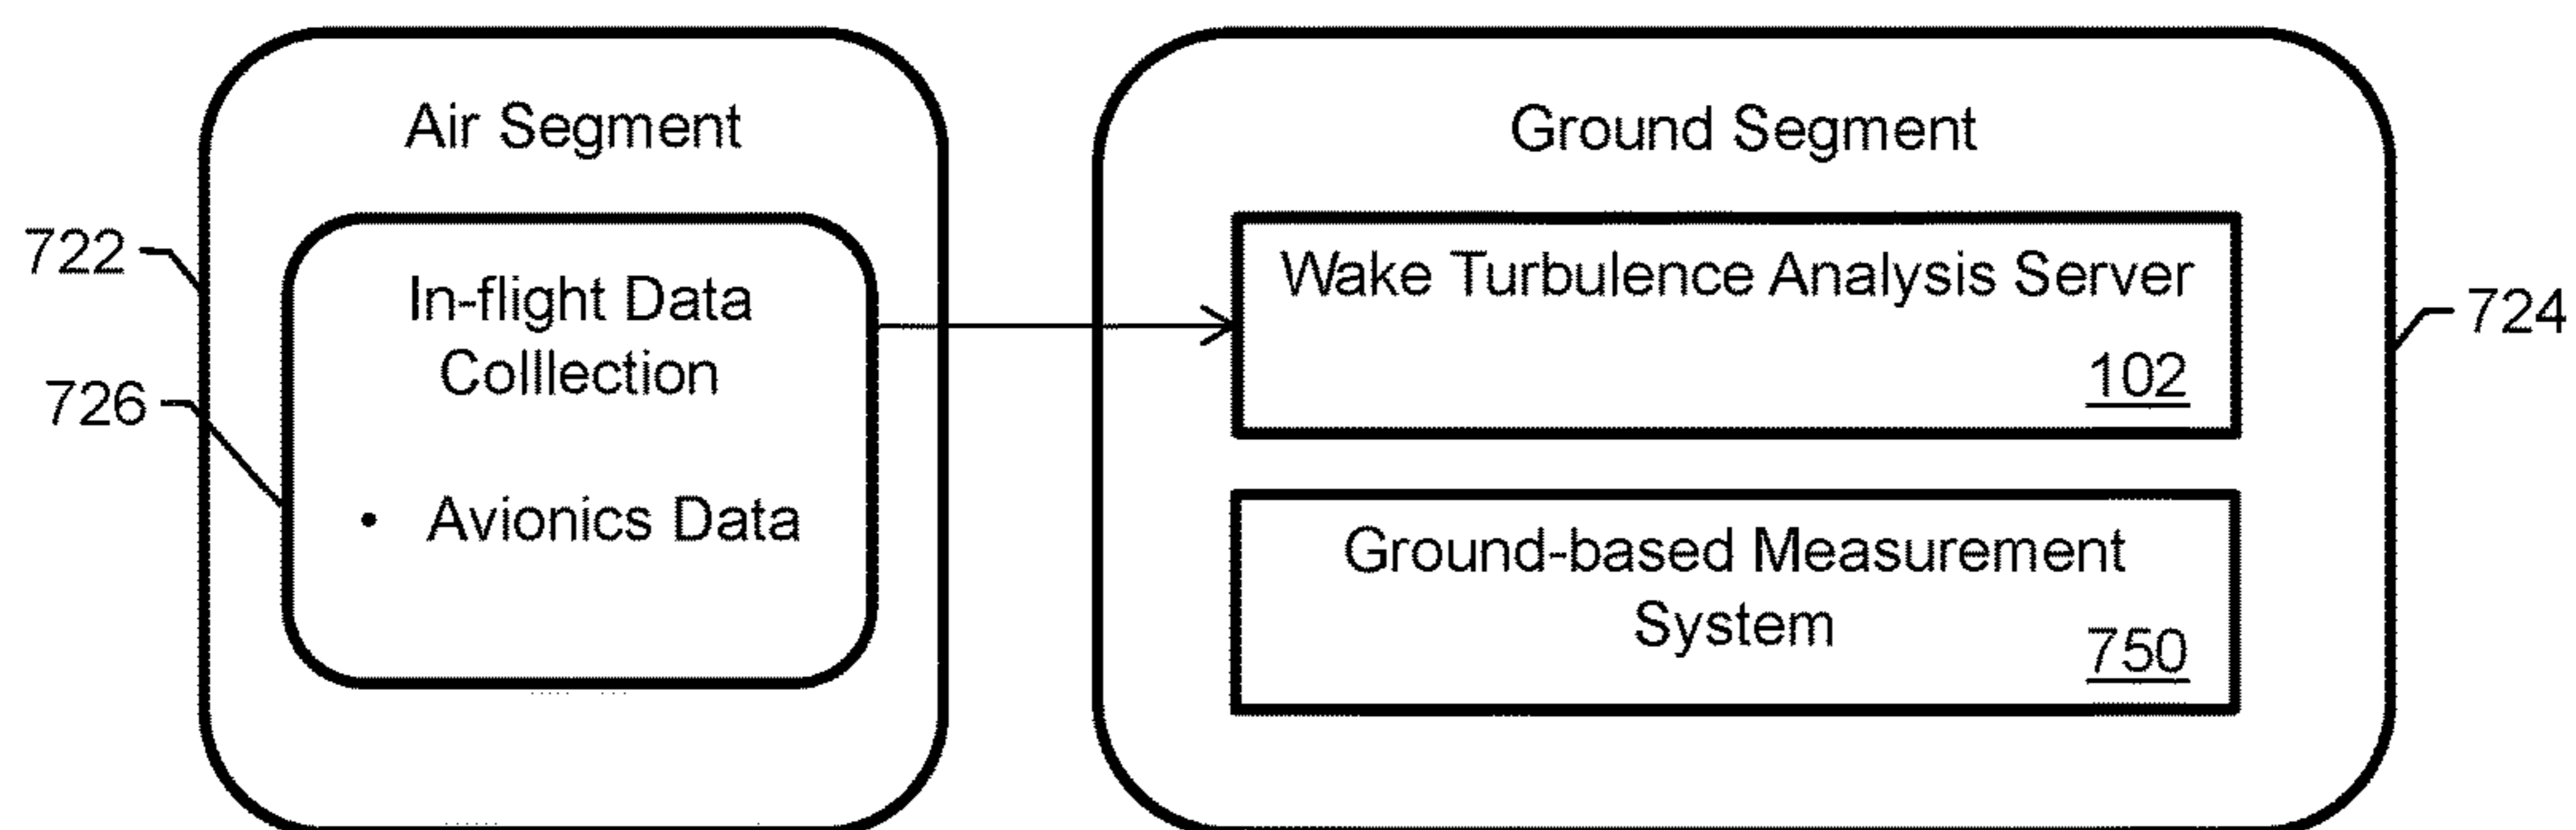 Air Segment
722
In-flight Data
Colllection
726
• Avionics Data
Ground Segment
Wake Turbulence Analysis Server
102
724
Ground-based Measurement
System
750